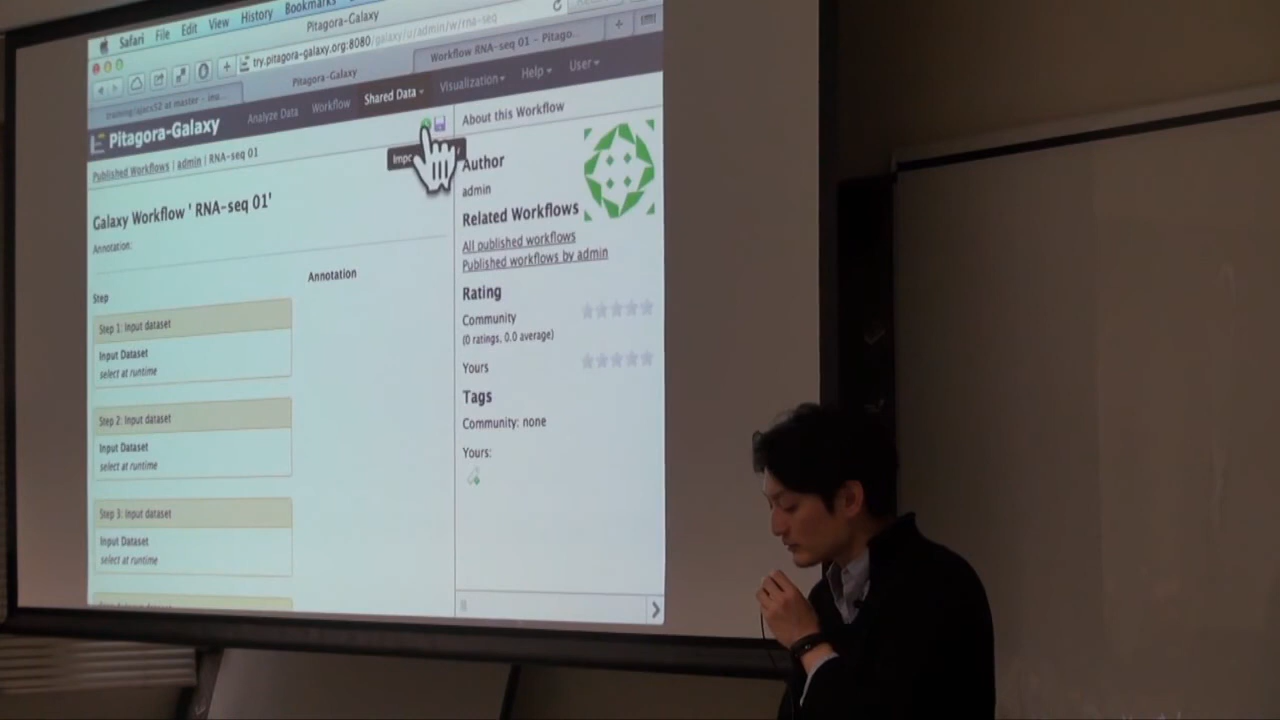 Safari File Edit View History Bookmarks
Pitagora-Galaxy
try.pitagora-galaxy.org:8080/galaxy/u/admin/w/rna-seq
Pitagora-Galaxy
Workflow RNA-seq 01 - Pitago...
Pitagora-Galaxy
Analyze Data Workflow Shared Data Visualization Help User
Published Workflows | admin | RNA-seq 01
About this Workflow
Galaxy Workflow ' RNA-seq 01'
Annotation:
Step
Annotation
Step 1: Input dataset
Input Dataset
select at runtime
Step 2: Input dataset
Input Dataset
select at runtime
Step 3: Input dataset
Input Dataset
select at runtime
Author
admin
Related Workflows
All published workflows
Published workflows by admin
Rating
Community
(0 ratings, 0.0 average)
Yours
Tags
Community: none
Yours: